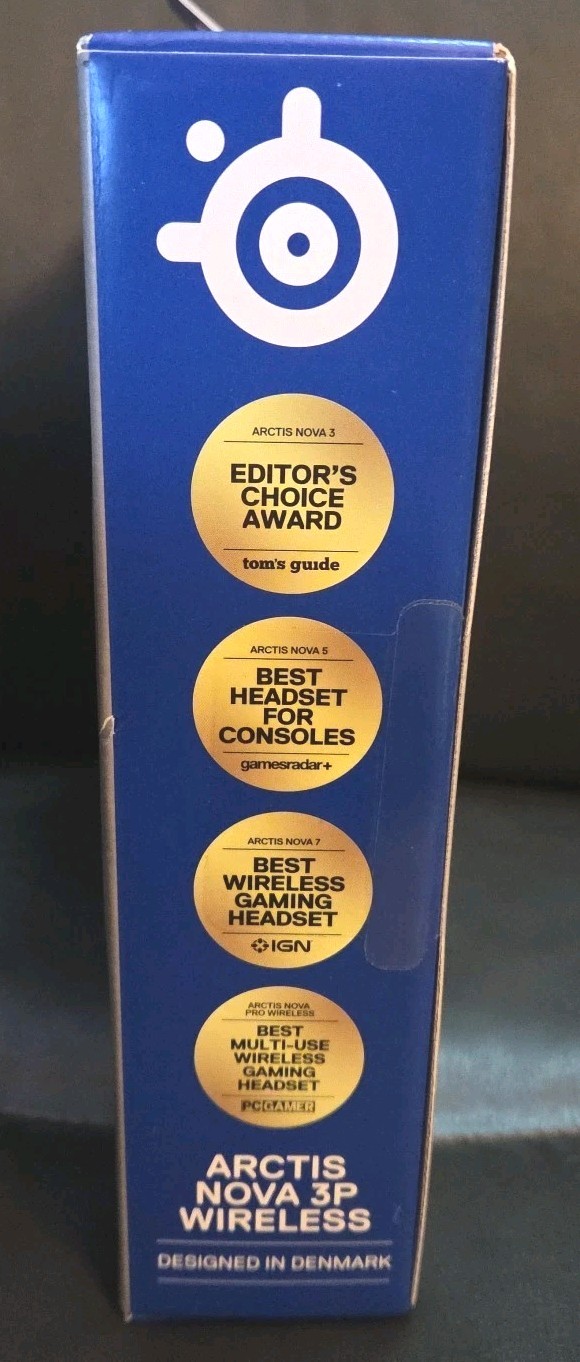 ARCTIS NOVA 3
EDITOR'S
CHOICE
AWARD
tom's guide
ARCTIS NOVA 5
BEST
HEADSET
FOR
CONSOLES
gamesradar+
ARCTIS NOVA 7
BEST
WIRELESS
GAMING
HEADSET
IGN
ARCTIS NOVA
PRO WIRELESS
BEST
MULTI-USE
WIRELESS
GAMING
HEADSET
PC GAMER
ARCTIS
NOVA 3P
WIRELESS
DESIGNED IN DENMARK